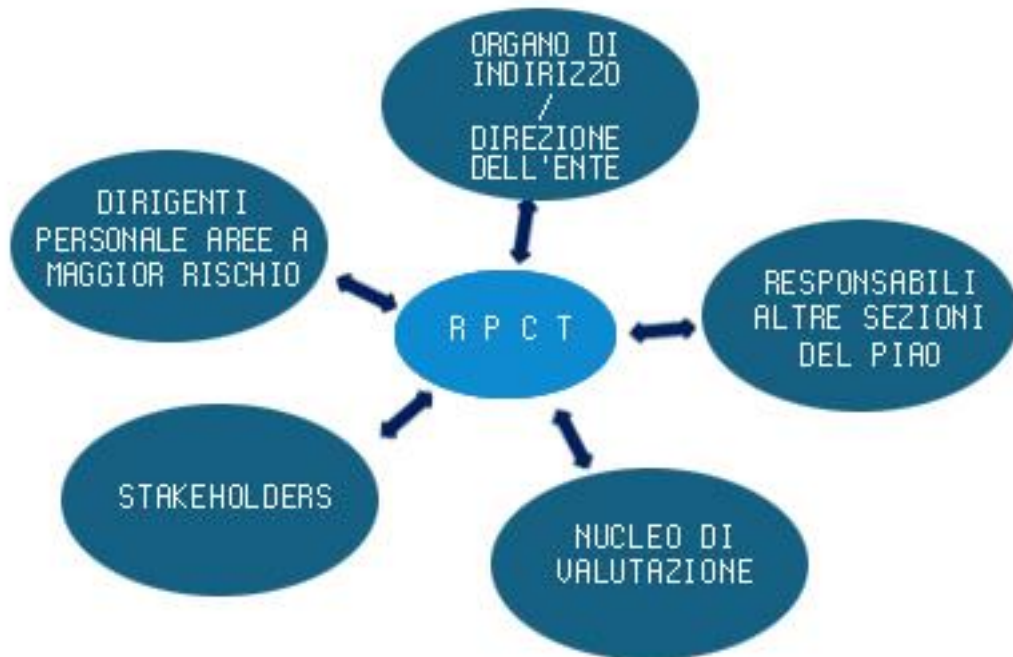 ORGANO DI
INDIRIZZO
/
DIREZIONE
DELL'ENTE
DIRIGENTI
PERSONALE AREE A
MAGGIOR RISCHIO
R P C T
RESPONSABILI
ALTRE SEZIONI
DEL PIAO
STAKEHOLDERS
NUCLEO DI
VALUTAZIONE